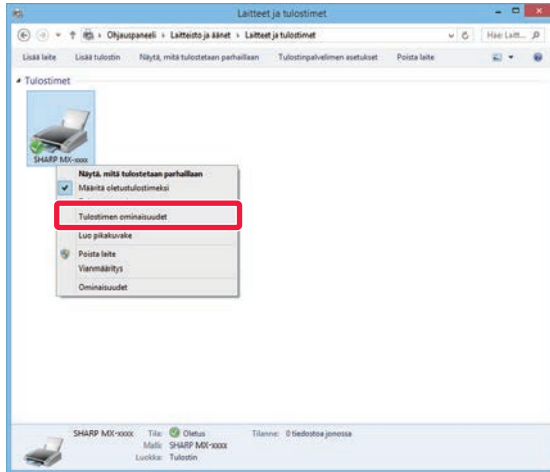 Laitteet ja tulostimet
Ohjauspaneeli › Laitteisto ja äänet › Laitteet ja tulostimet
Hae: Laitt...
Lisää laite Lisää tulostin Näytä, mitä tulostetaan parhaillaan Tulostinpalvelimen asetukset Poista laite
Tulostimet
SHARP MX-xxxx
Näytä, mitä tulostetaan parhaillaan
Määritä oletustulostimeksi
Tulostimen ominaisuudet
Luo pikakuvake
Poista laite
Vianmääritys
Ominaisuudet
SHARP MX-xxxx Tila: Oletus Tilanne: 0 tiedostoa jonossa
Malli: SHARP MX-xxxx
Luokka: Tulostin